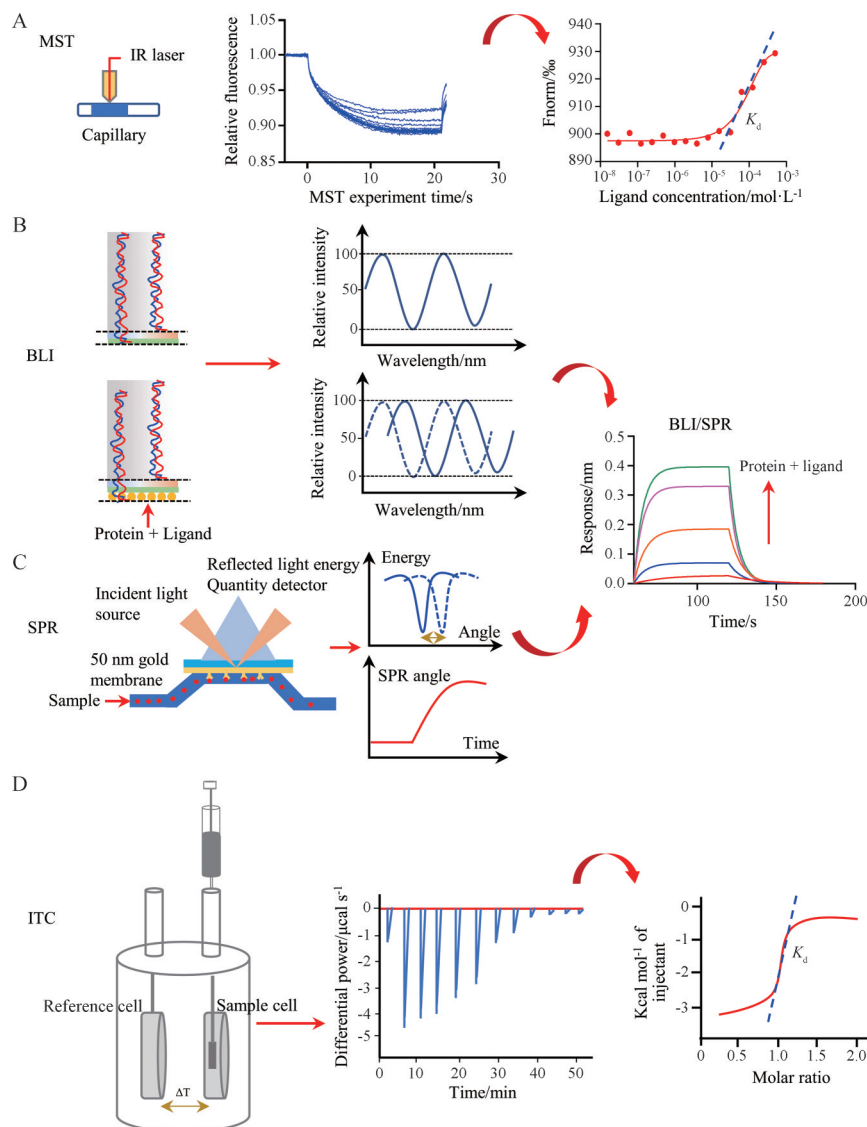 A
MST
IR laser
Capillary
Relative fluorescence
1.05
1.00
0.95
0.90
0.85
0
10
20
30
MST experiment time/s
Fnorm/‰
940
930
920
910
900
890
K_d
10⁻⁸
10⁻⁷
10⁻⁶
10⁻⁵
10⁻⁴
10⁻³
Ligand concentration/mol·L⁻¹
B
BLI
Protein + Ligand
Relative intensity
100
50
0
Wavelength/nm
Relative intensity
100
50
0
Wavelength/nm
BLI/SPR
Response/nm
0.5
0.4
0.3
0.2
0.1
0.0
Protein + ligand
100
150
200
Time/s
C
SPR
Incident light
source
Reflected light energy
Quantity detector
50 nm gold
membrane
Sample
Energy
Angle
SPR angle
Time
D
ITC
Reference cell
Sample cell
ΔT
Differential power/μcal s⁻¹
0
-1
-2
-3
-4
-5
0
10
20
30
40
50
Time/min
Kcal mol⁻¹ of
injectant
0
-1
-2
-3
K_d
0
0.5
1.0
1.5
2.0
Molar ratio